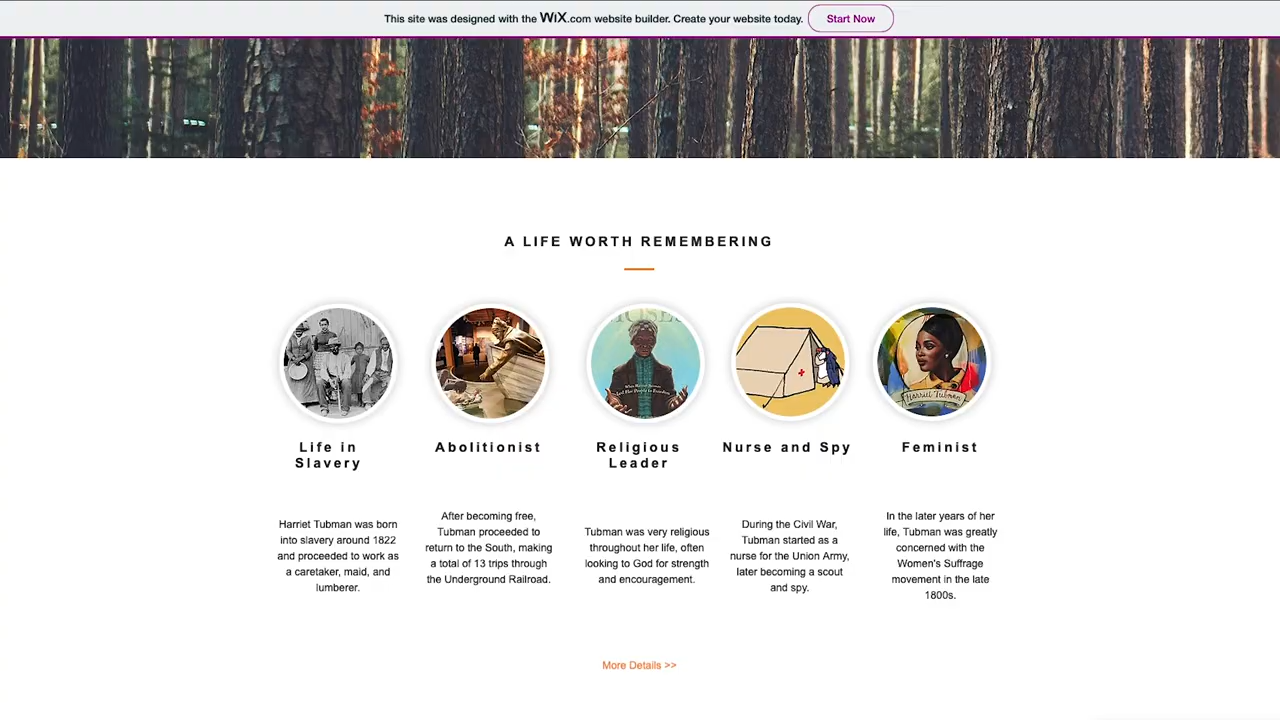 This site was designed with the WiX.com website builder. Create your website today.
Start Now
A LIFE WORTH REMEMBERING
Harriet Tubman
Life in
Slavery
Abolitionist
Religious
Leader
Nurse and Spy
Feminist
Harriet Tubman was born
into slavery around 1822
and proceeded to work as
a caretaker, maid, and
lumberer.
After becoming free,
Tubman proceeded to
return to the South, making
a total of 13 trips through
the Underground Railroad.
Tubman was very religious
throughout her life, often
looking to God for strength
and encouragement.
During the Civil War,
Tubman started as a
nurse for the Union Army,
later becoming a scout
and spy.
In the later years of her
life, Tubman was greatly
concerned with the
Women's Suffrage
movement in the late
1800s.
More Details >>